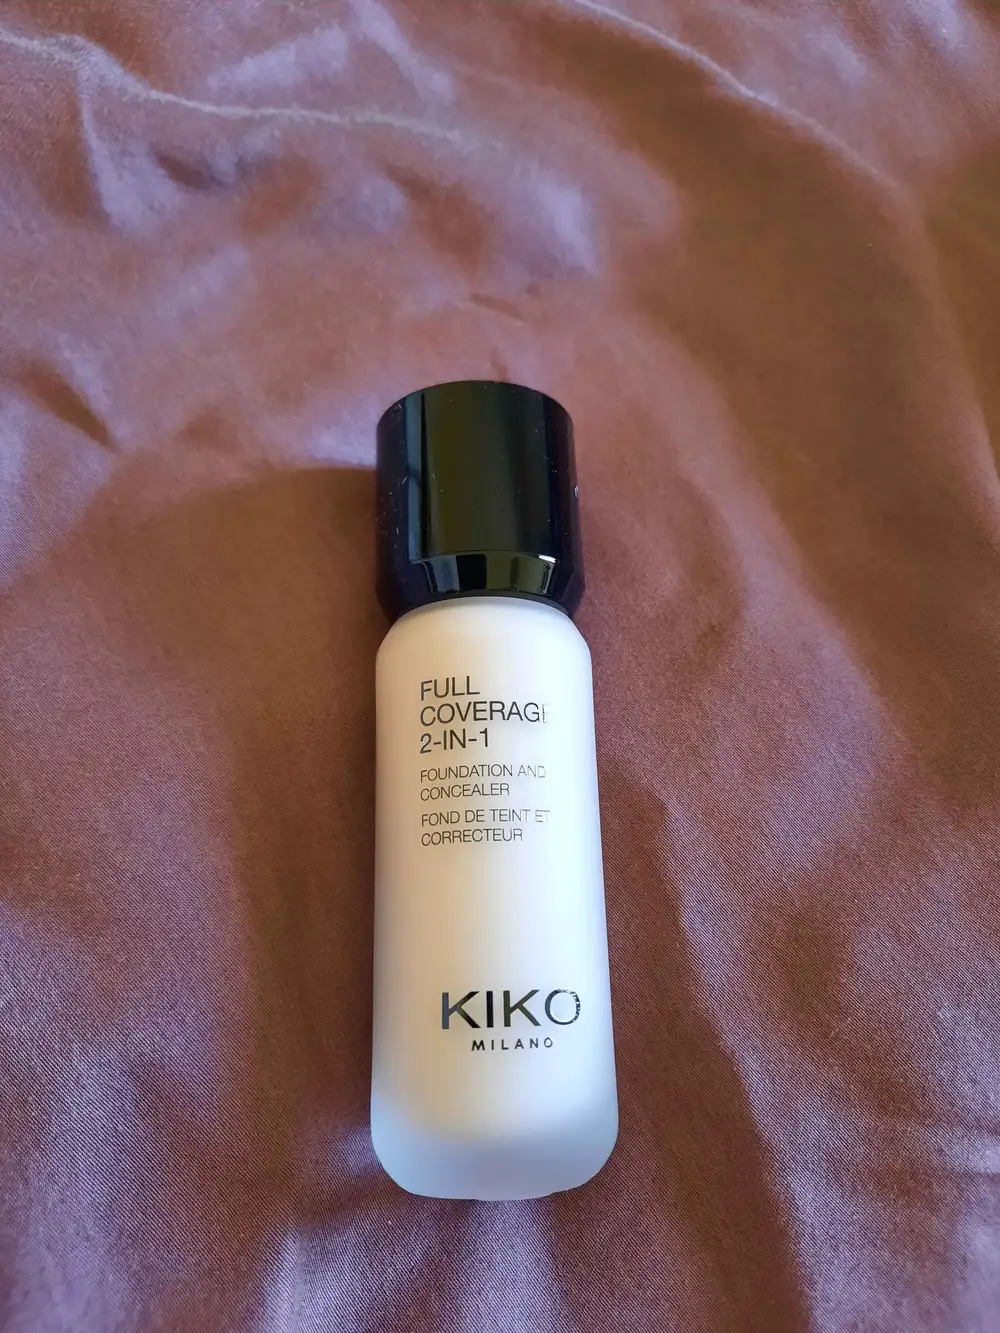 FULL
COVERAGE
2-IN-1
FOUNDATION AND
CONCEALER
FOND DE TEINT ET
CORRECTEUR
KIKO
MILANO